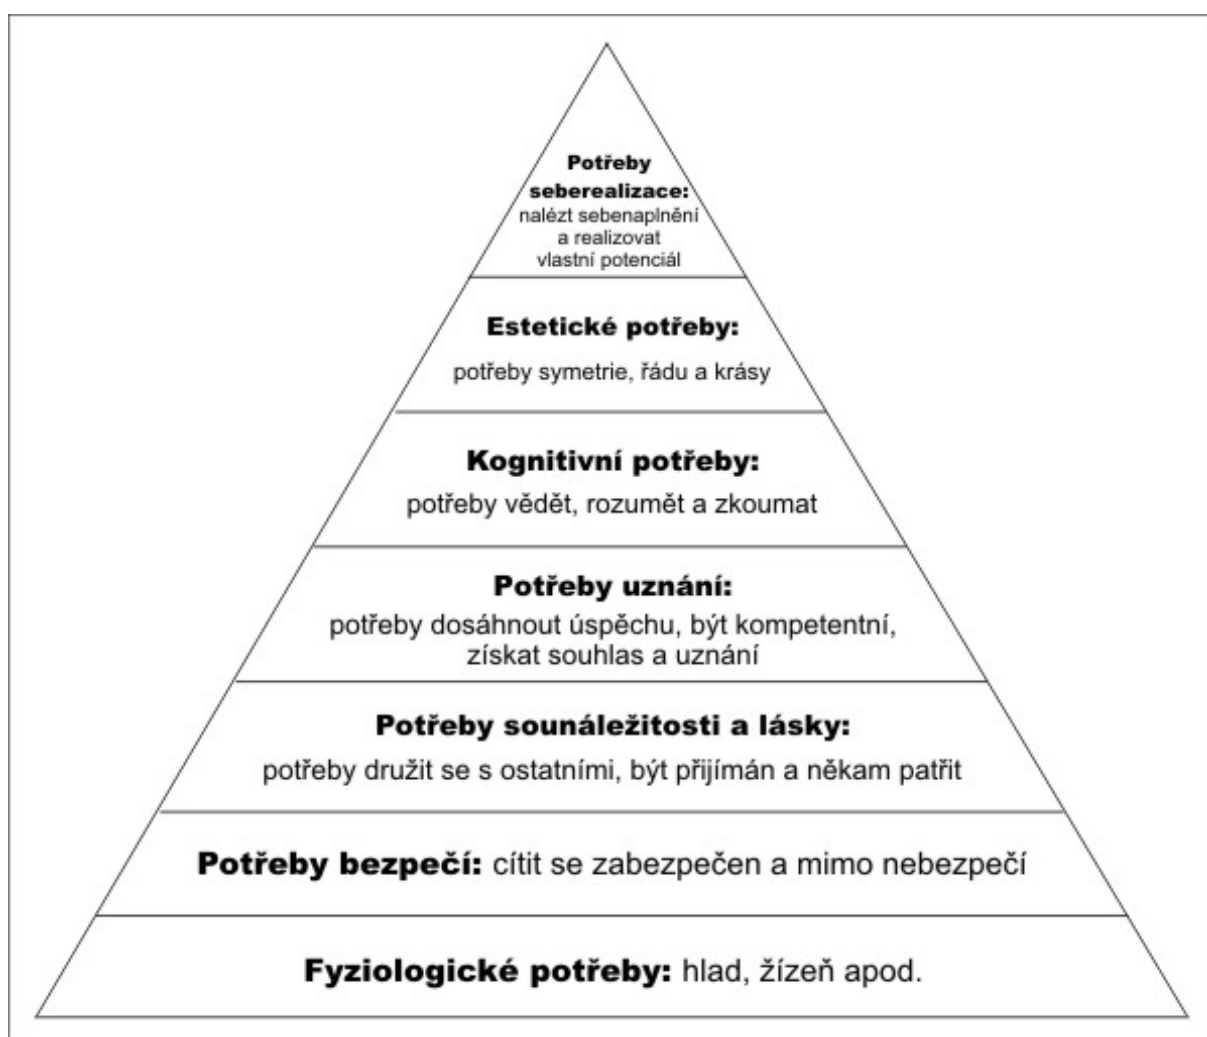 Potřeby
seberealizace:
nalézt sebenaplnění
a realizovat
vlastní potenciál
Estetické potřeby:
potřeby symetrie, řádu a krásy
Kognitivní potřeby:
potřeby vědět, rozumět a zkoumat
Potřeby uznání:
potřeby dosáhnout úspěchu, být kompetentní,
získat souhlas a uznání
Potřeby sounáležitosti a lásky:
potřeby družit se s ostatními, být přijímán a někam patřit
Potřeby bezpečí: cítit se zabezpečen a mimo nebezpečí
Fyziologické potřeby: hlad, žízeň apod.